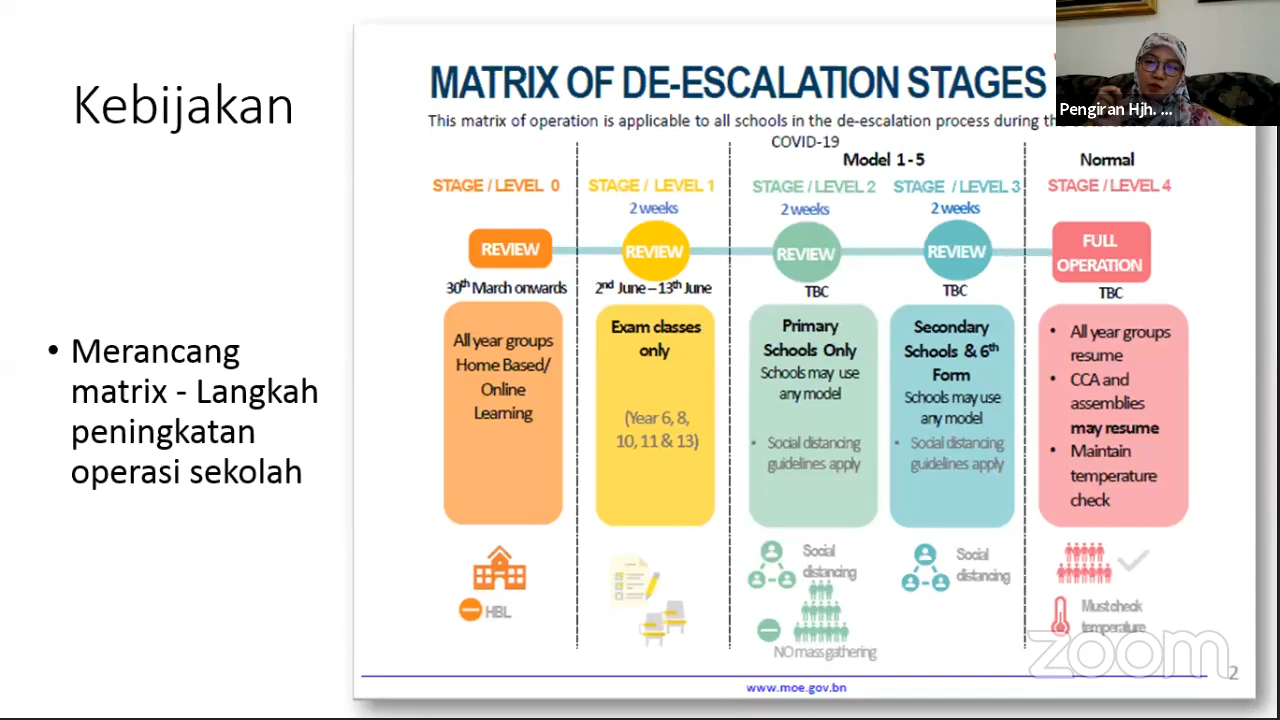 Kebijakan
• Merancang
matrix - Langkah
peningkatan
operasi sekolah
MATRIX OF DE-ESCALATION STAGES
This matrix of operation is applicable to all schools in the de-escalation process during
COVID-19
Pengiran Hjh. ...
Model 1 - 5
Normal
STAGE / LEVEL 0
STAGE / LEVEL 1
STAGE / LEVEL 2
STAGE / LEVEL 3
STAGE / LEVEL 4
2 weeks
2 weeks
2 weeks
REVIEW
REVIEW
REVIEW
REVIEW
FULL
OPERATION
30th March onwards
2nd June – 13th June
TBC
TBC
TBC
All year groups
Home Based/
Online
Learning
Exam classes
only
(Year 6, 8,
10, 11 & 13)
Primary
Schools Only
Schools may use
any model
• Social distancing
guidelines apply
Secondary
Schools & 6th
Form
Schools may use
any model
• Social distancing
guidelines apply
• All year groups
resume
• CCA and
assemblies
may resume
• Maintain
temperature
check
HBL
Social
distancing
NO mass gathering
Social
distancing
Must check
temperature
zoom
2
www.moe.gov.bn